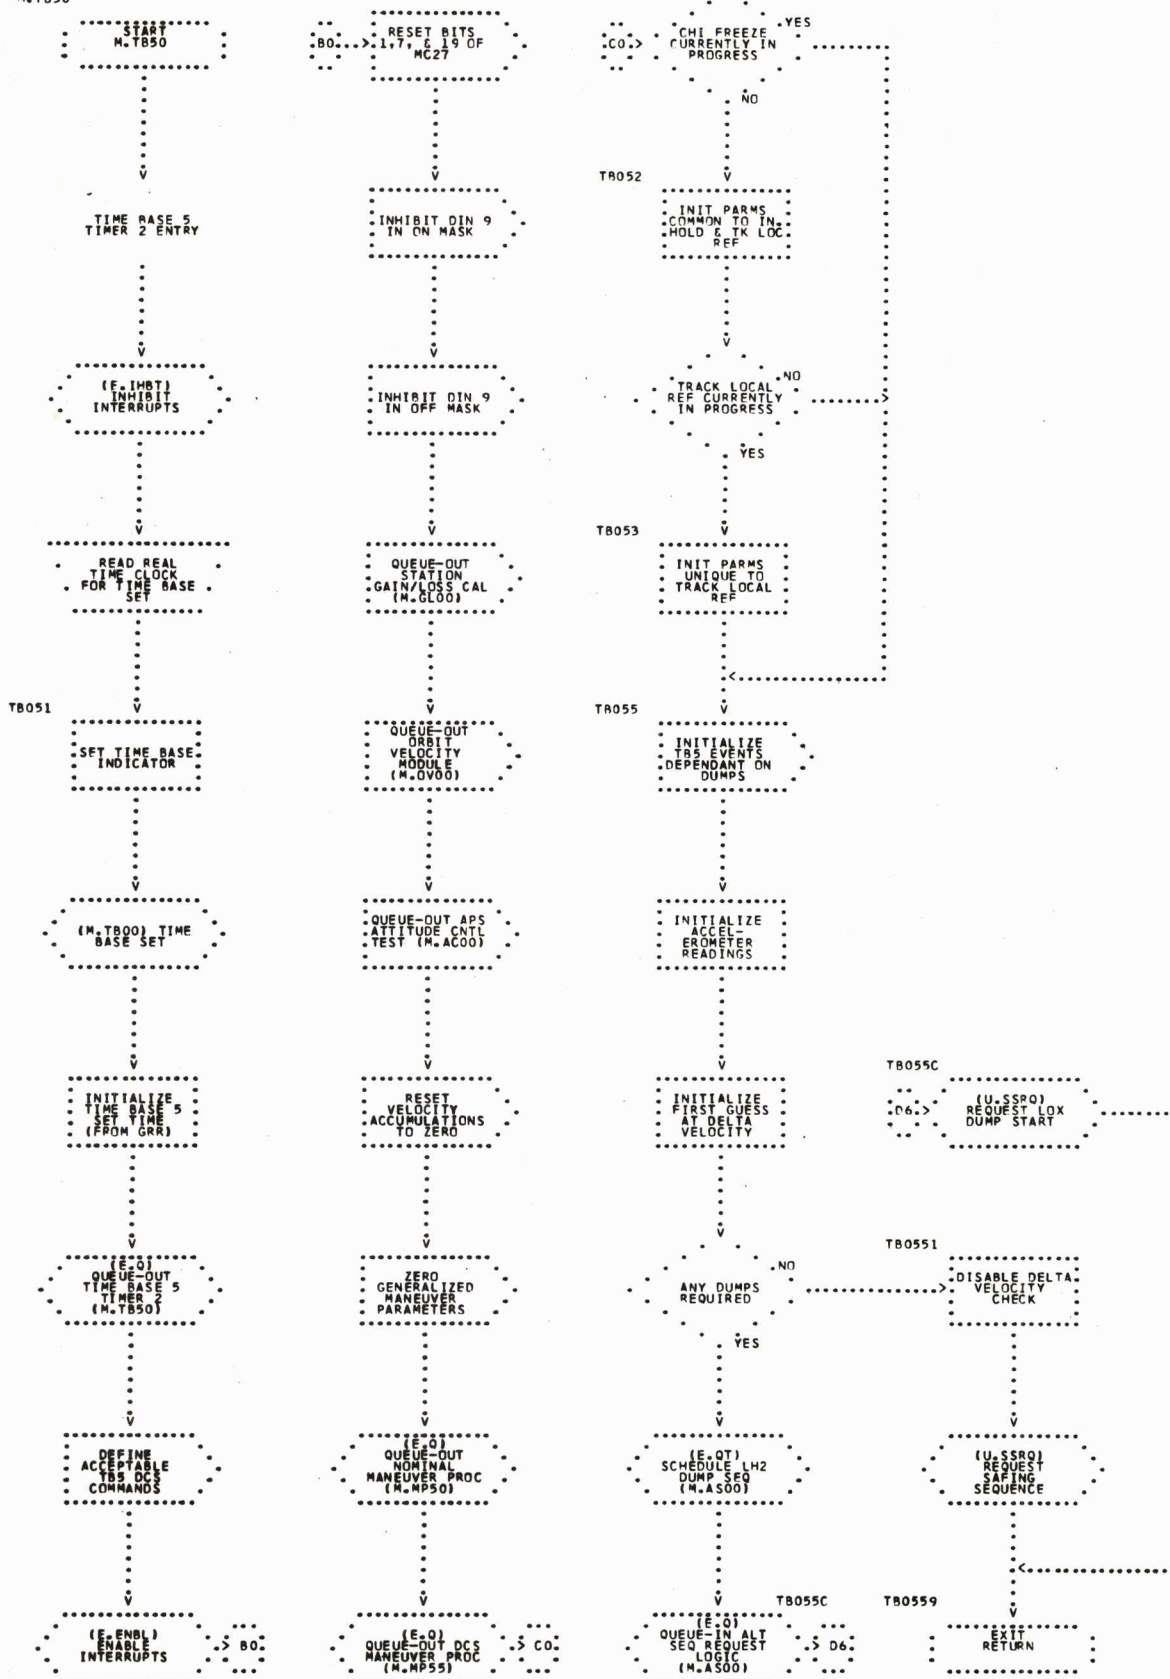 START
M.TB50
TIME BASE 5
TIMER 2 ENTRY
(E.IHBT)
INHIBIT
INTERRUPTS
READ REAL
TIME CLOCK
FOR TIME BASE
SET
TB051
SET TIME BASE
INDICATOR
(M.TB00) TIME
BASE SET
INITIALIZE
TIME BASE 5
SET TIME
(FROM GRR)
(E.Q)
QUEUE-OUT
TIME BASE 5
TIMER 2
(M.TB50)
DEFINE
ACCEPTABLE
TB5 DCS
COMMANDS
(E.ENBL)
ENABLE
INTERRUPTS
B0
B0
RESET BITS
1,7, & 19 OF
MC27
INHIBIT DIN 9
IN ON MASK
INHIBIT DIN 9
IN OFF MASK
QUEUE-OUT
STATION
GAIN/LOSS CAL
(M.GL00)
QUEUE-OUT
ORBIT
VELOCITY
MODULE
(M.OV00)
QUEUE-OUT APS
ATTITUDE CNTL
TEST (M.AC00)
RESET
VELOCITY
ACCUMULATIONS
TO ZERO
ZERO
GENERALIZED
MANEUVER
PARAMETERS
(E.Q)
QUEUE-OUT
NOMINAL
MANEUVER PROC
(M.MP50)
(E.Q)
QUEUE-OUT DCS
MANEUVER PROC
(M.MP55)
C0
C0
CHI FREEZE
CURRENTLY IN
PROGRESS
YES
NO
TB052
INIT PARMS
COMMON TO IN.
HOLD & TK LOC
REF
TRACK LOCAL
REF CURRENTLY
IN PROGRESS
NO
YES
TB053
INIT PARMS
UNIQUE TO
TRACK LOCAL
REF
TB055
INITIALIZE
TB5 EVENTS
DEPENDANT ON
DUMPS
INITIALIZE
ACCEL-
EROMETER
READINGS
INITIALIZE
FIRST GUESS
AT DELTA
VELOCITY
ANY DUMPS
REQUIRED
NO
YES
(E.QT)
SCHEDULE LH2
DUMP SEQ
(M.AS00)
TB055C
(E.Q)
QUEUE-IN ALT
SEQ REQUEST
LOGIC
(M.AS00)
D6
TB055C
D6
(U.SSRQ)
REQUEST LOX
DUMP START
TB0551
DISABLE DELTA
VELOCITY
CHECK
(U.SSRQ)
REQUEST
SAFING
SEQUENCE
TB0559
EXIT
RETURN